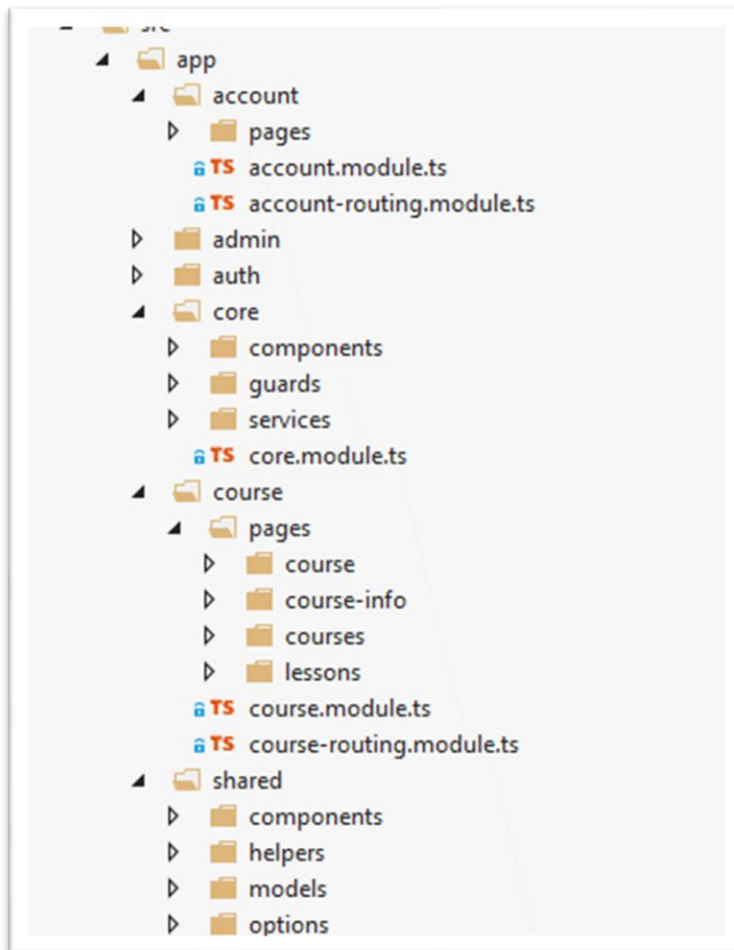 app
account
pages
TS account.module.ts
TS account-routing.module.ts
admin
auth
core
components
guards
services
TS core.module.ts
course
pages
course
course-info
courses
lessons
TS course.module.ts
TS course-routing.module.ts
shared
components
helpers
models
options